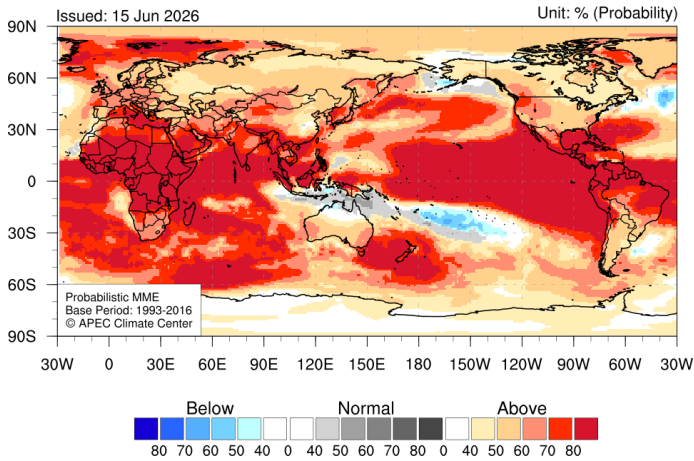 Issued: 15 Jun 2026
Unit: % (Probability)
90N
60N
30N
0
30S
60S
90S
Probabilistic MME
Base Period: 1993-2016
© APEC Climate Center
30W 0 30E 60E 90E 120E 150E 180 150W 120W 90W 60W 30W
Below Normal Above
80 70 60 50 40 0 40 50 60 70 80 0 40 50 60 70 80